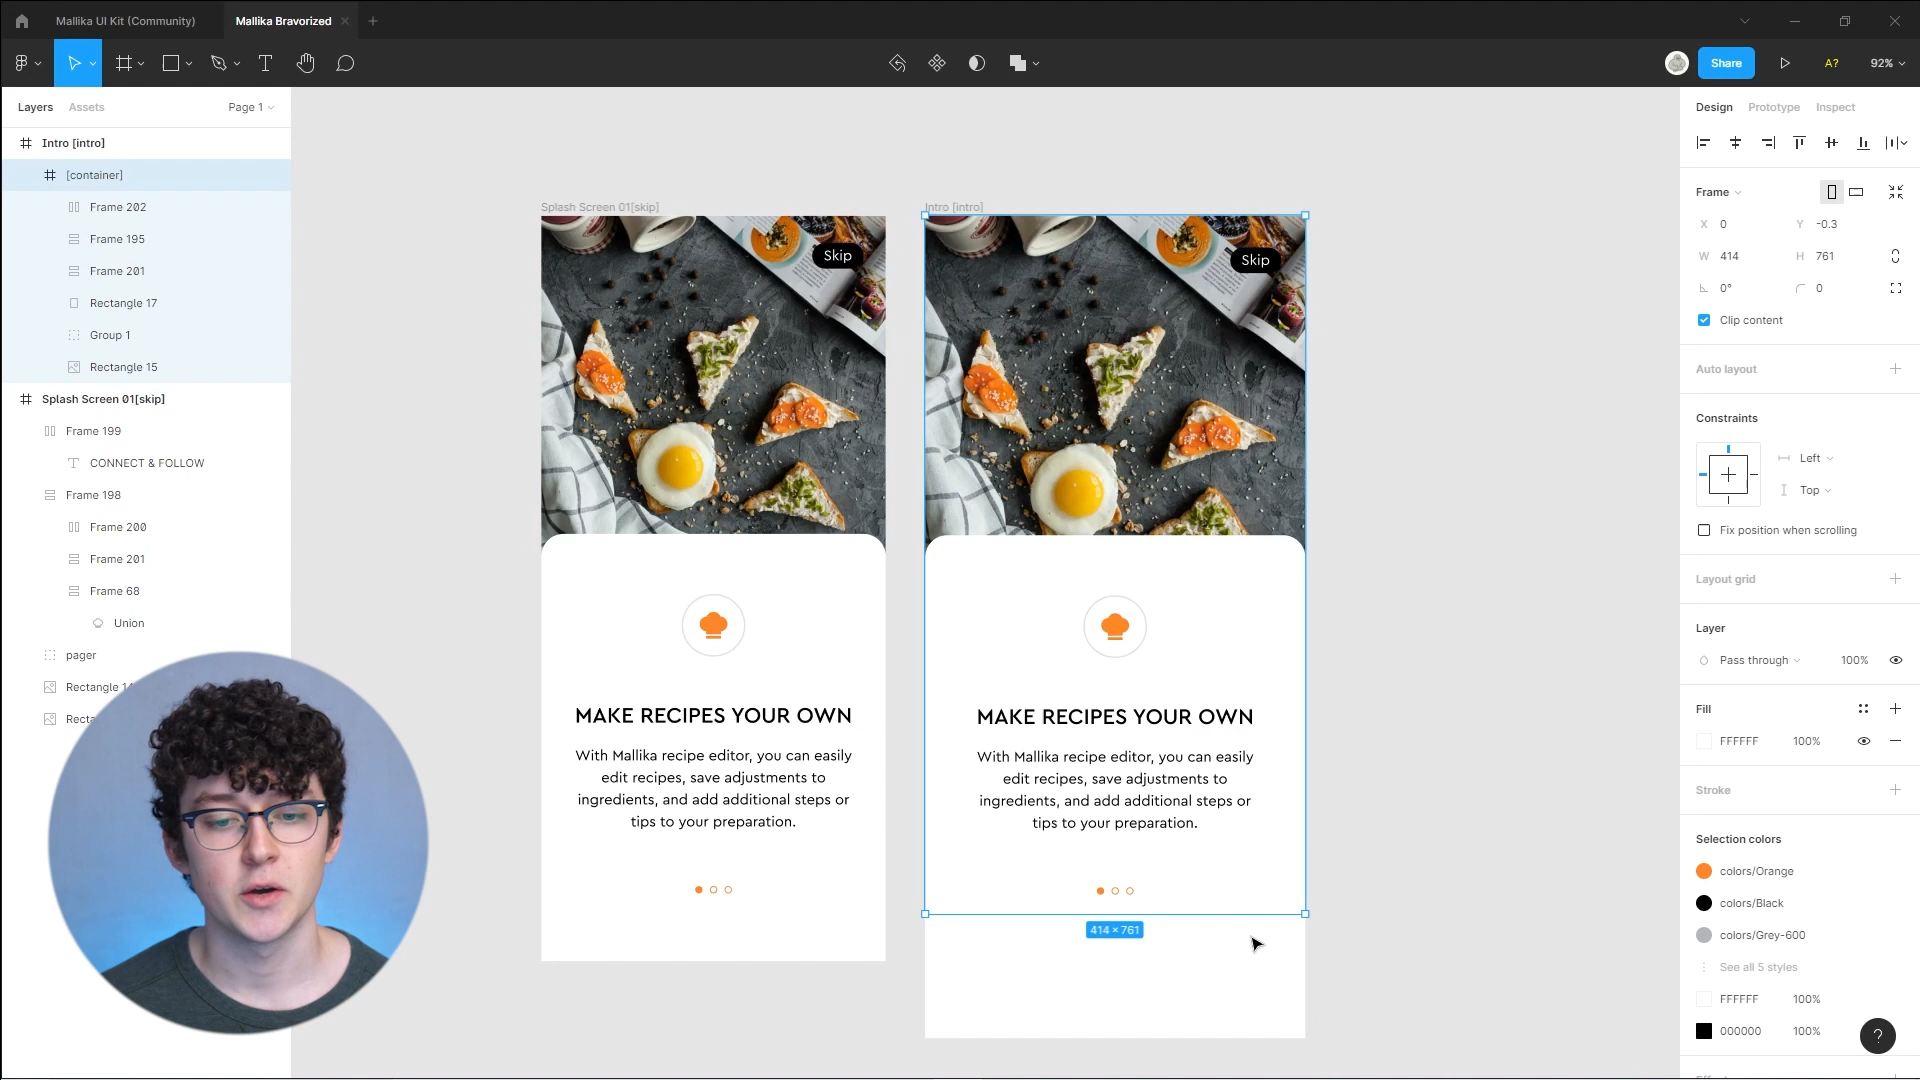 Mallika UI Kit (Community)
Mallika Bravorized
Share
A?
92%
Layers
Assets
Page 1
Intro [intro]
[container]
Frame 202
Frame 195
Frame 201
Rectangle 17
Group 1
Rectangle 15
Splash Screen 01[skip]
Frame 199
CONNECT & FOLLOW
Frame 198
Frame 200
Frame 201
Frame 68
Union
pager
Splash Screen 01[skip]
Skip
MAKE RECIPES YOUR OWN
With Mallika recipe editor, you can easily
edit recipes, save adjustments to
ingredients, and add additional steps or
tips to your preparation.
Intro [intro]
Skip
MAKE RECIPES YOUR OWN
With Mallika recipe editor, you can easily
edit recipes, save adjustments to
ingredients, and add additional steps or
tips to your preparation.
414 × 761
Design
Prototype
Inspect
Frame
X 0 Y -0.3
W 414 H 761
0° 0
Clip content
Auto layout
Constraints
Left
Top
Fix position when scrolling
Layout grid
Layer
Pass through 100%
Fill
FFFFFF 100%
Stroke
Selection colors
colors/Orange
colors/Black
colors/Grey-600
See all 5 styles
FFFFFF 100%
000000 100%
?